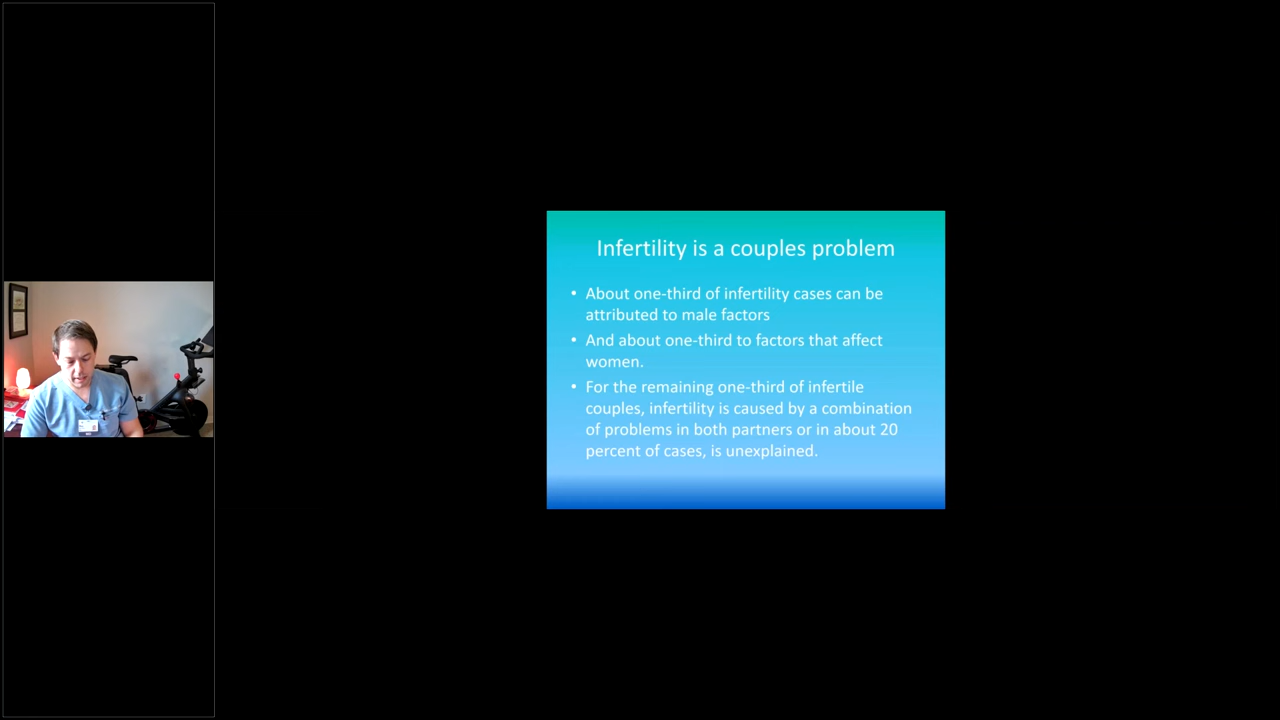 Infertility is a couples problem
• About one-third of infertility cases can be
attributed to male factors
• And about one-third to factors that affect
women.
• For the remaining one-third of infertile
couples, infertility is caused by a combination
of problems in both partners or in about 20
percent of cases, is unexplained.